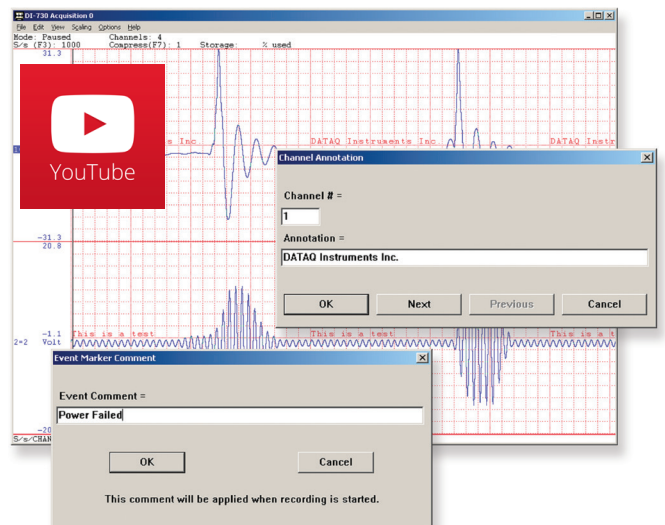 DI-730 Acquisition 0
File Edit View Scaling Options Help
Mode: Paused Channels: 4
S/s (F3): 1000 Compress(F7): 1 Storage: % used
31.3
YouTube
s Inc
DATAQ Instruments Inc
DATAQ Instr
-31.3
20.8
-1.1
2=2 Volt
This is a test
This is a test
This is a t
-20
S/s/CHAN
Channel Annotation
Channel # =
1
Annotation =
DATAQ Instruments Inc.
OK Next Previous Cancel
Event Marker Comment
Event Comment =
Power Failed
OK Cancel
This comment will be applied when recording is started.